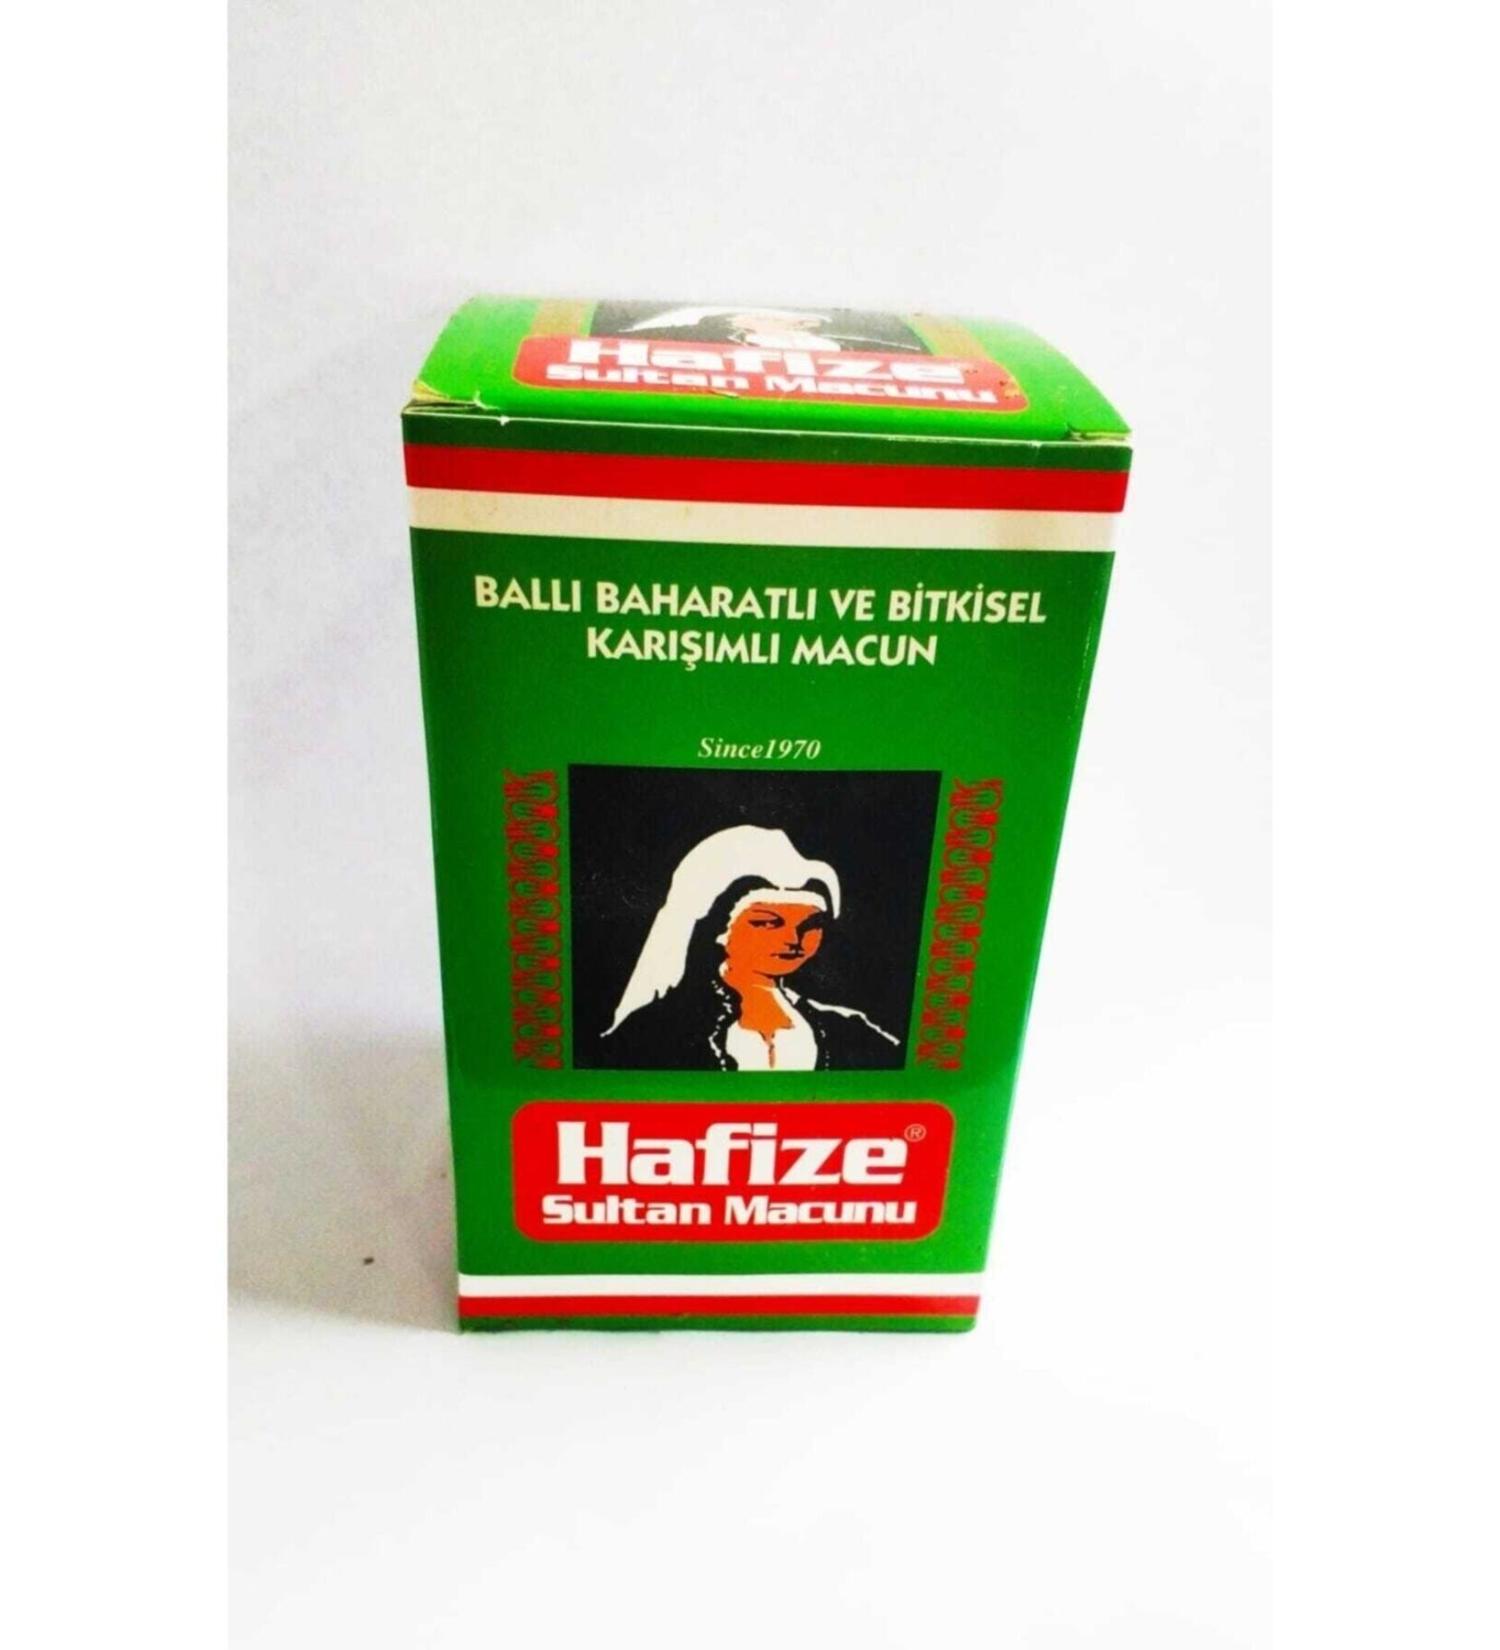 Hafize
Sultan Macunu
BALLI BAHARATLI VE BİTKİSEL
KARIŞIMLI MACUN
Since1970
Hafize®
Sultan Macunu